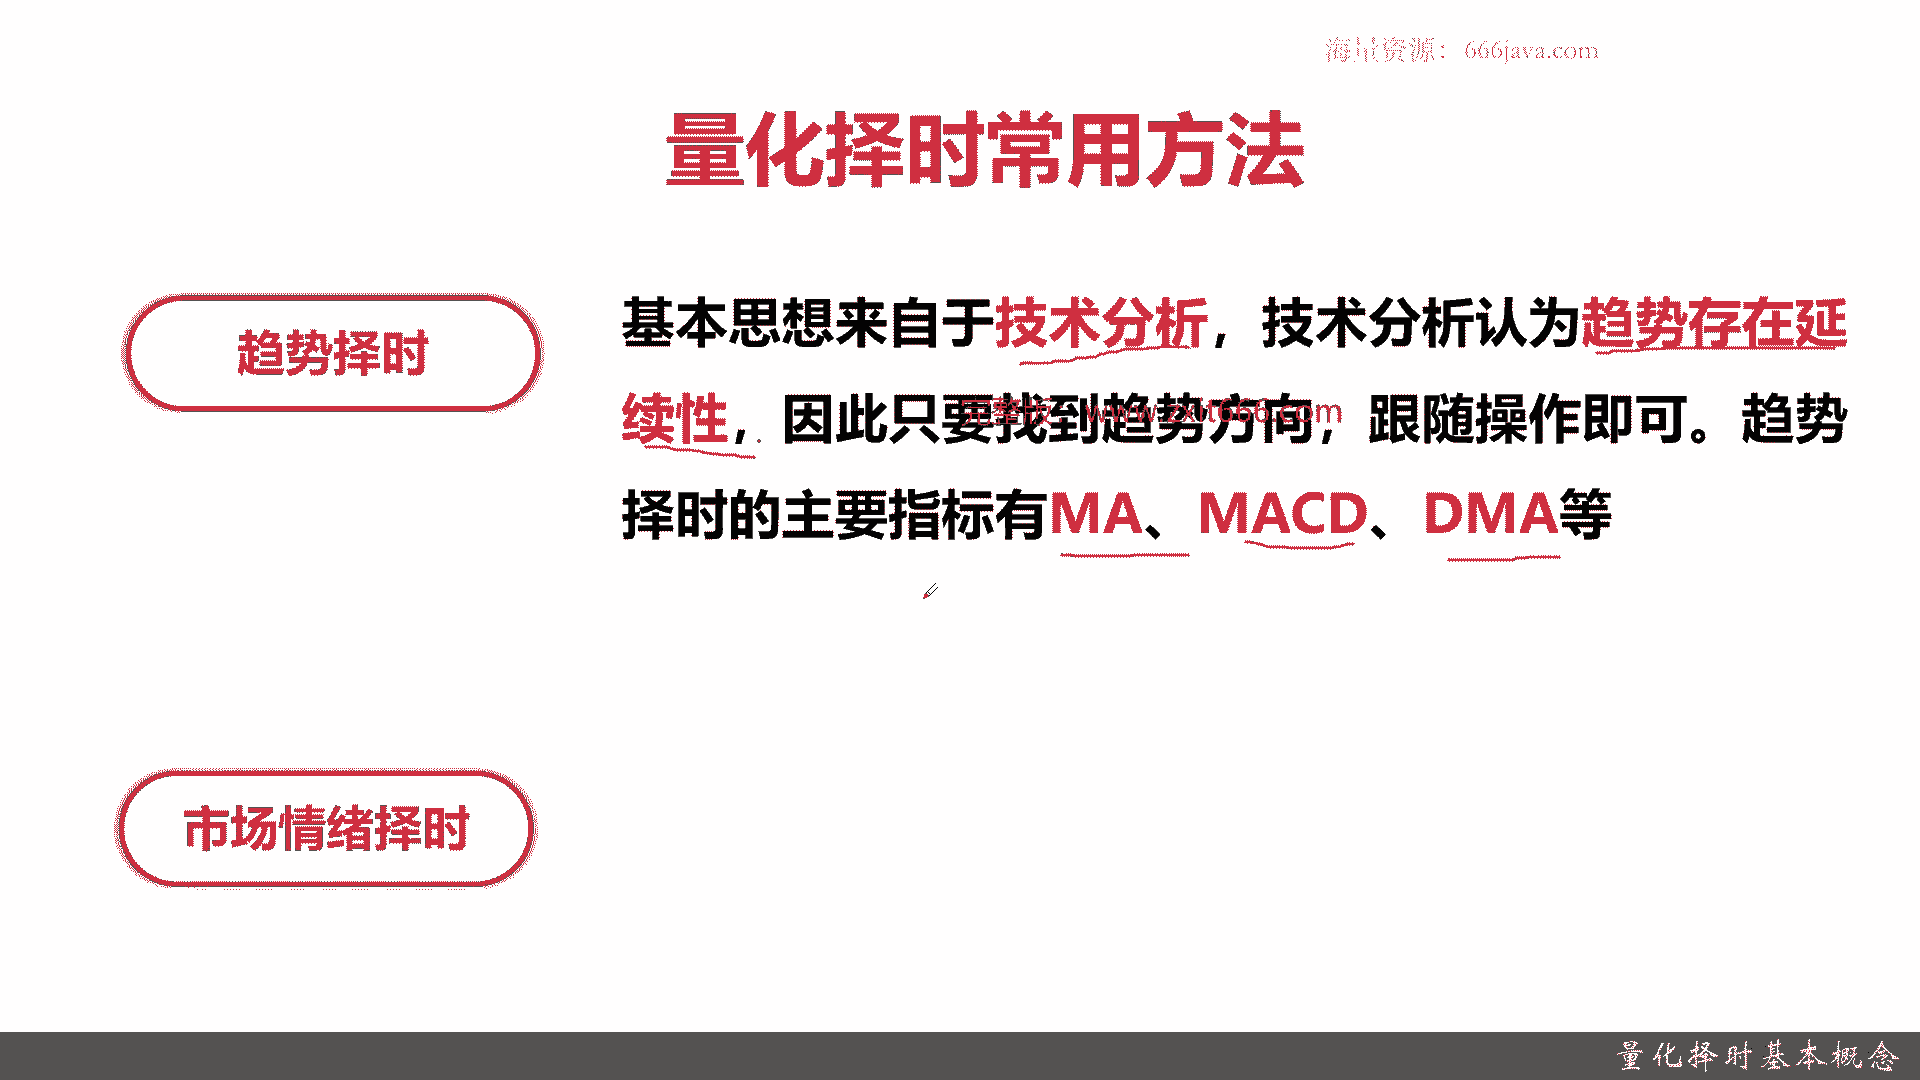 海量资源：666java.com
量化择时常用方法
趋势择时
基本思想来自于技术分析，技术分析认为趋势存在延
续性，因此只要找到趋势方向，跟随操作即可。趋势
完整版：www.zxit666.com
择时的主要指标有MA、MACD、DMA等
市场情绪择时
量化择时基本概念